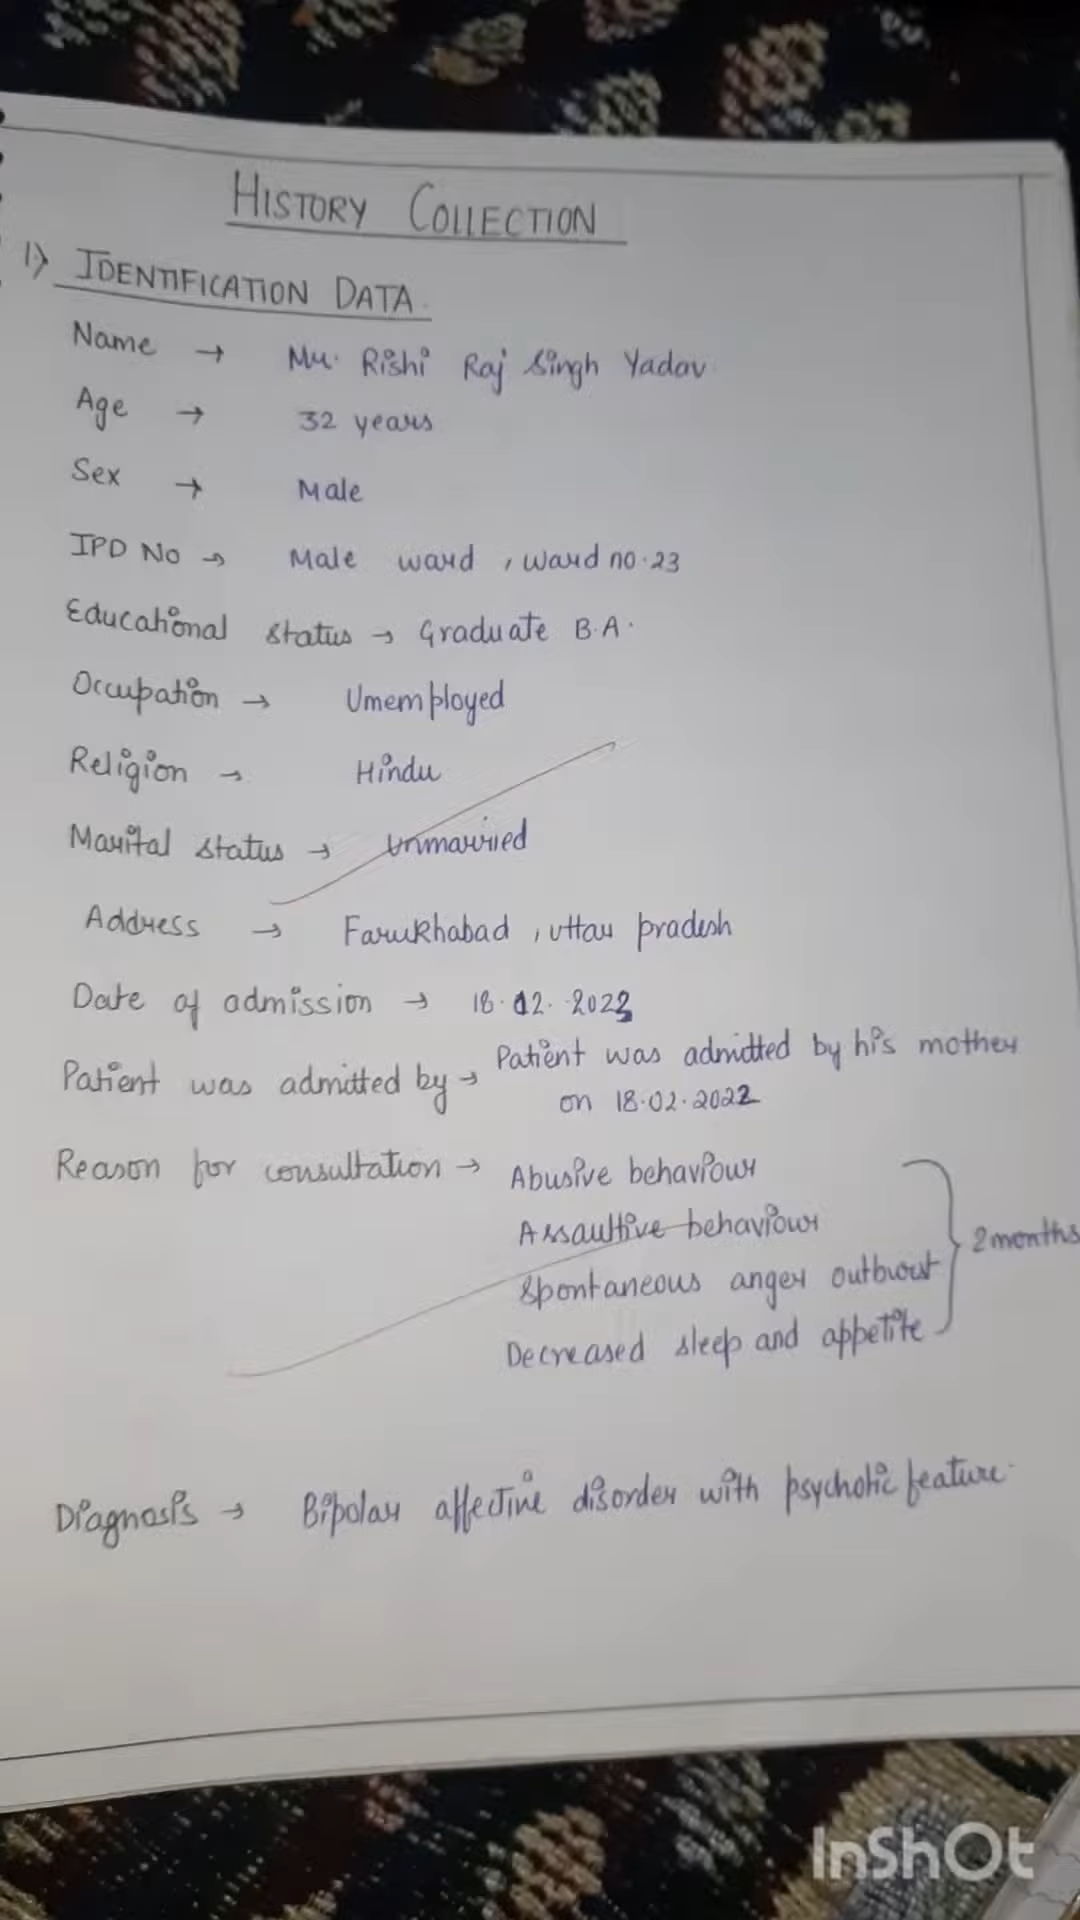 HISTORY COLLECTION
1) IDENTIFICATION DATA.
Name → Mr. Rishi Raj Singh Yadav
Age → 32 years
Sex → Male
IPD No → Male ward, ward no. 23
Educational status → Graduate B.A.
Occupation → Umemployed
Religion → Hindu
Marital status → Unmarried
Address → Farukhabad, uttar pradesh
Date of admission → 18. 02. 2022
Patient was admitted by → Patient was admitted by his mother
on 18.02.2022
Reason for consultation → Abusive behaviour
Assaultive behaviour
Spontaneous anger outburst
2 months
Decreased sleep and appetite
Diagnosis → Bipolar affective disorder with psychotic feature.
InShOt